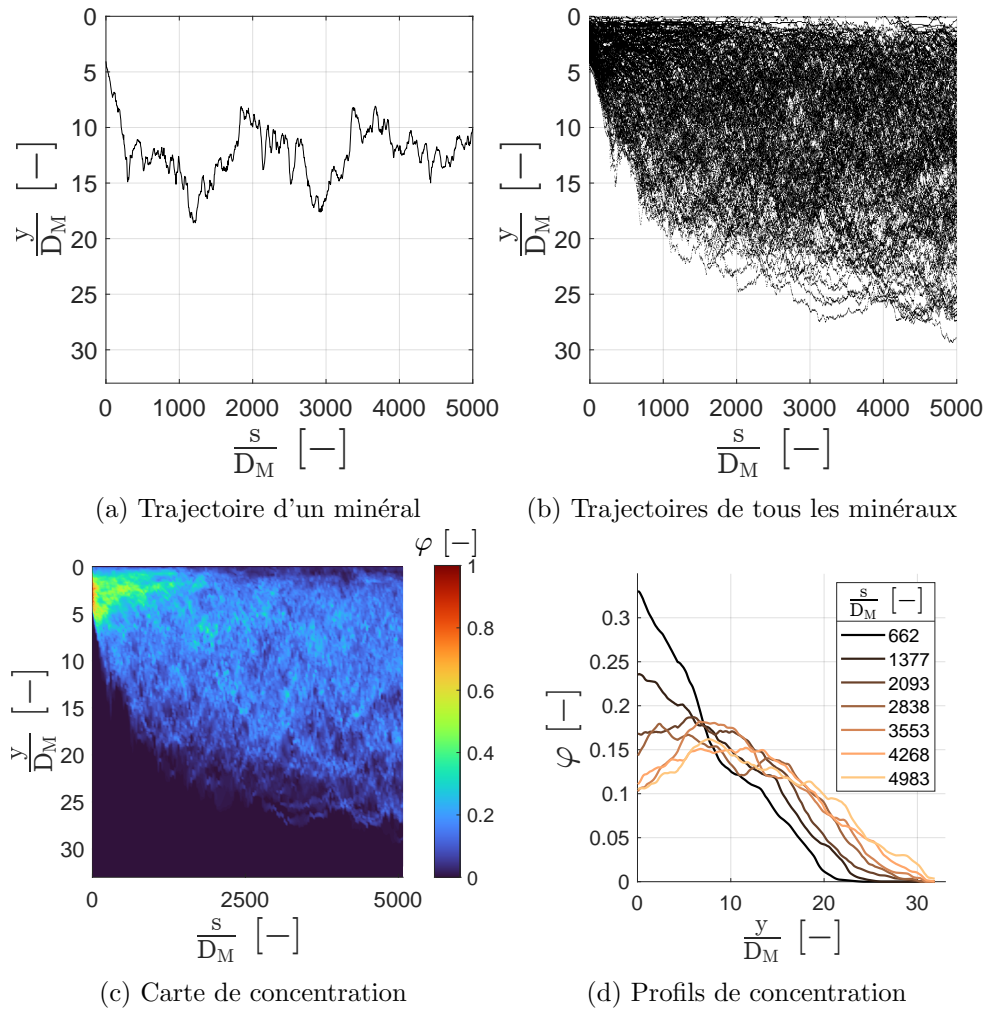 0
5
10
15
20
25
30
y/D_M [−]
0 1000 2000 3000 4000 5000
s/D_M [−]
(a) Trajectoire d'un minéral
0
5
10
15
20
25
30
y/D_M [−]
0 1000 2000 3000 4000 5000
s/D_M [−]
(b) Trajectoires de tous les minéraux
φ [−]
0
5
10
15
20
25
30
y/D_M [−]
0 2500 5000
s/D_M [−]
1
0.8
0.6
0.4
0.2
0
(c) Carte de concentration
0.3
0.25
0.2
0.15
0.1
0.05
0
φ [−]
0 10 20 30
y/D_M [−]
s/D_M [−]
662
1377
2093
2838
3553
4268
4983
(d) Profils de concentration